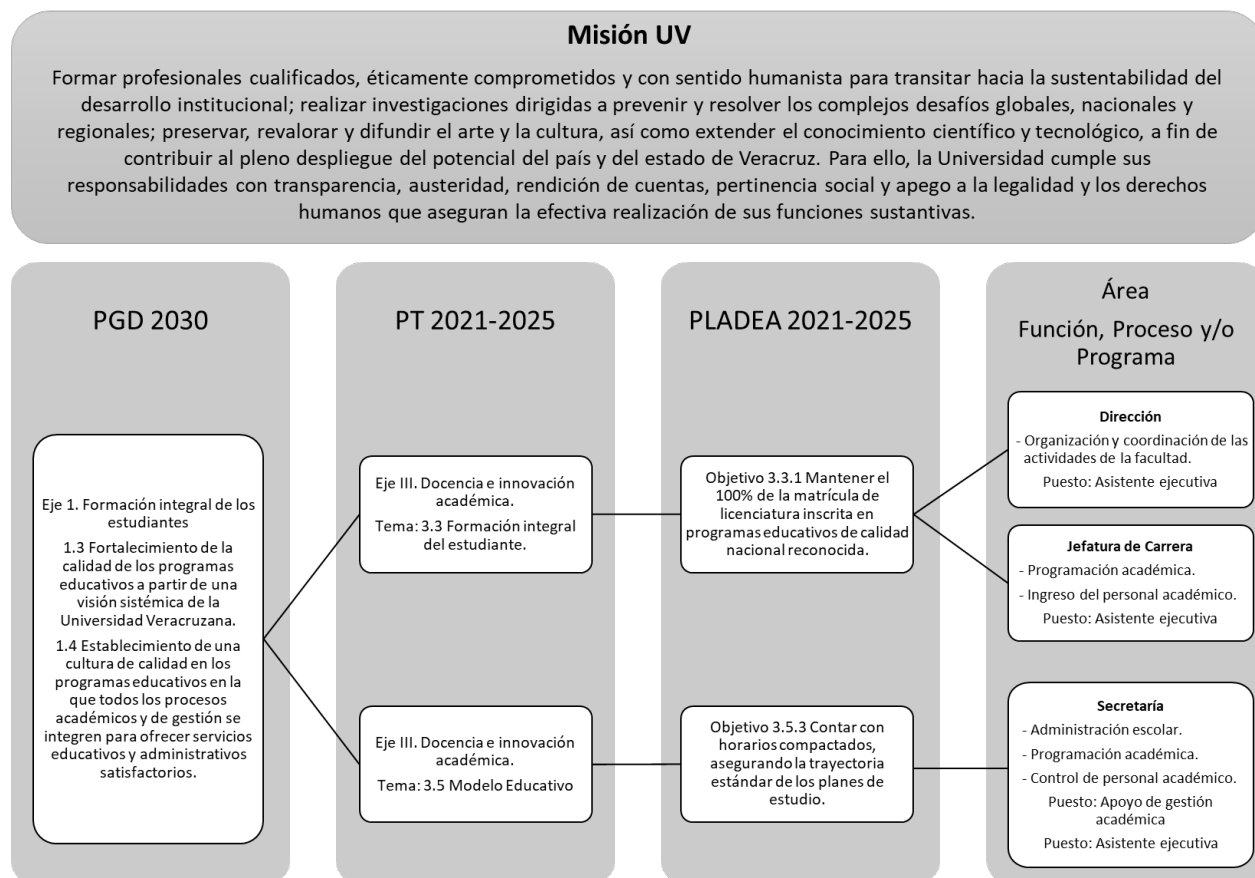 Misión UV
Formar profesionales cualificados, éticamente comprometidos y con sentido humanista para transitar hacia la sustentabilidad del
desarrollo institucional; realizar investigaciones dirigidas a prevenir y resolver los complejos desafíos globales, nacionales y
regionales; preservar, revalorar y difundir el arte y la cultura, así como extender el conocimiento científico y tecnológico, a fin de
contribuir al pleno despliegue del potencial del país y del estado de Veracruz. Para ello, la Universidad cumple sus
responsabilidades con transparencia, austeridad, rendición de cuentas, pertinencia social y apego a la legalidad y los derechos
humanos que aseguran la efectiva realización de sus funciones sustantivas.
PGD 2030
Eje 1. Formación integral de los
estudiantes
1.3 Fortalecimiento de la
calidad de los programas
educativos a partir de una
visión sistémica de la
Universidad Veracruzana.
1.4 Establecimiento de una
cultura de calidad en los
programas educativos en la
que todos los procesos
académicos y de gestión se
integren para ofrecer servicios
educativos y administrativos
satisfactorios.
PT 2021-2025
Eje III. Docencia e innovación
académica.
Tema: 3.3 Formación integral
del estudiante.
Eje III. Docencia e innovación
académica.
Tema: 3.5 Modelo Educativo
PLADEA 2021-2025
Objetivo 3.3.1 Mantener el
100% de la matrícula de
licenciatura inscrita en
programas educativos de calidad
nacional reconocida.
Objetivo 3.5.3 Contar con
horarios compactados,
asegurando la trayectoria
estándar de los planes de
estudio.
Área
Función, Proceso y/o
Programa
Dirección
- Organización y coordinación de las
actividades de la facultad.
Puesto: Asistente ejecutiva
Jefatura de Carrera
- Programación académica.
- Ingreso del personal académico.
Puesto: Asistente ejecutiva
Secretaría
- Administración escolar.
- Programación académica.
- Control de personal académico.
Puesto: Apoyo de gestión
académica
Puesto: Asistente ejecutiva